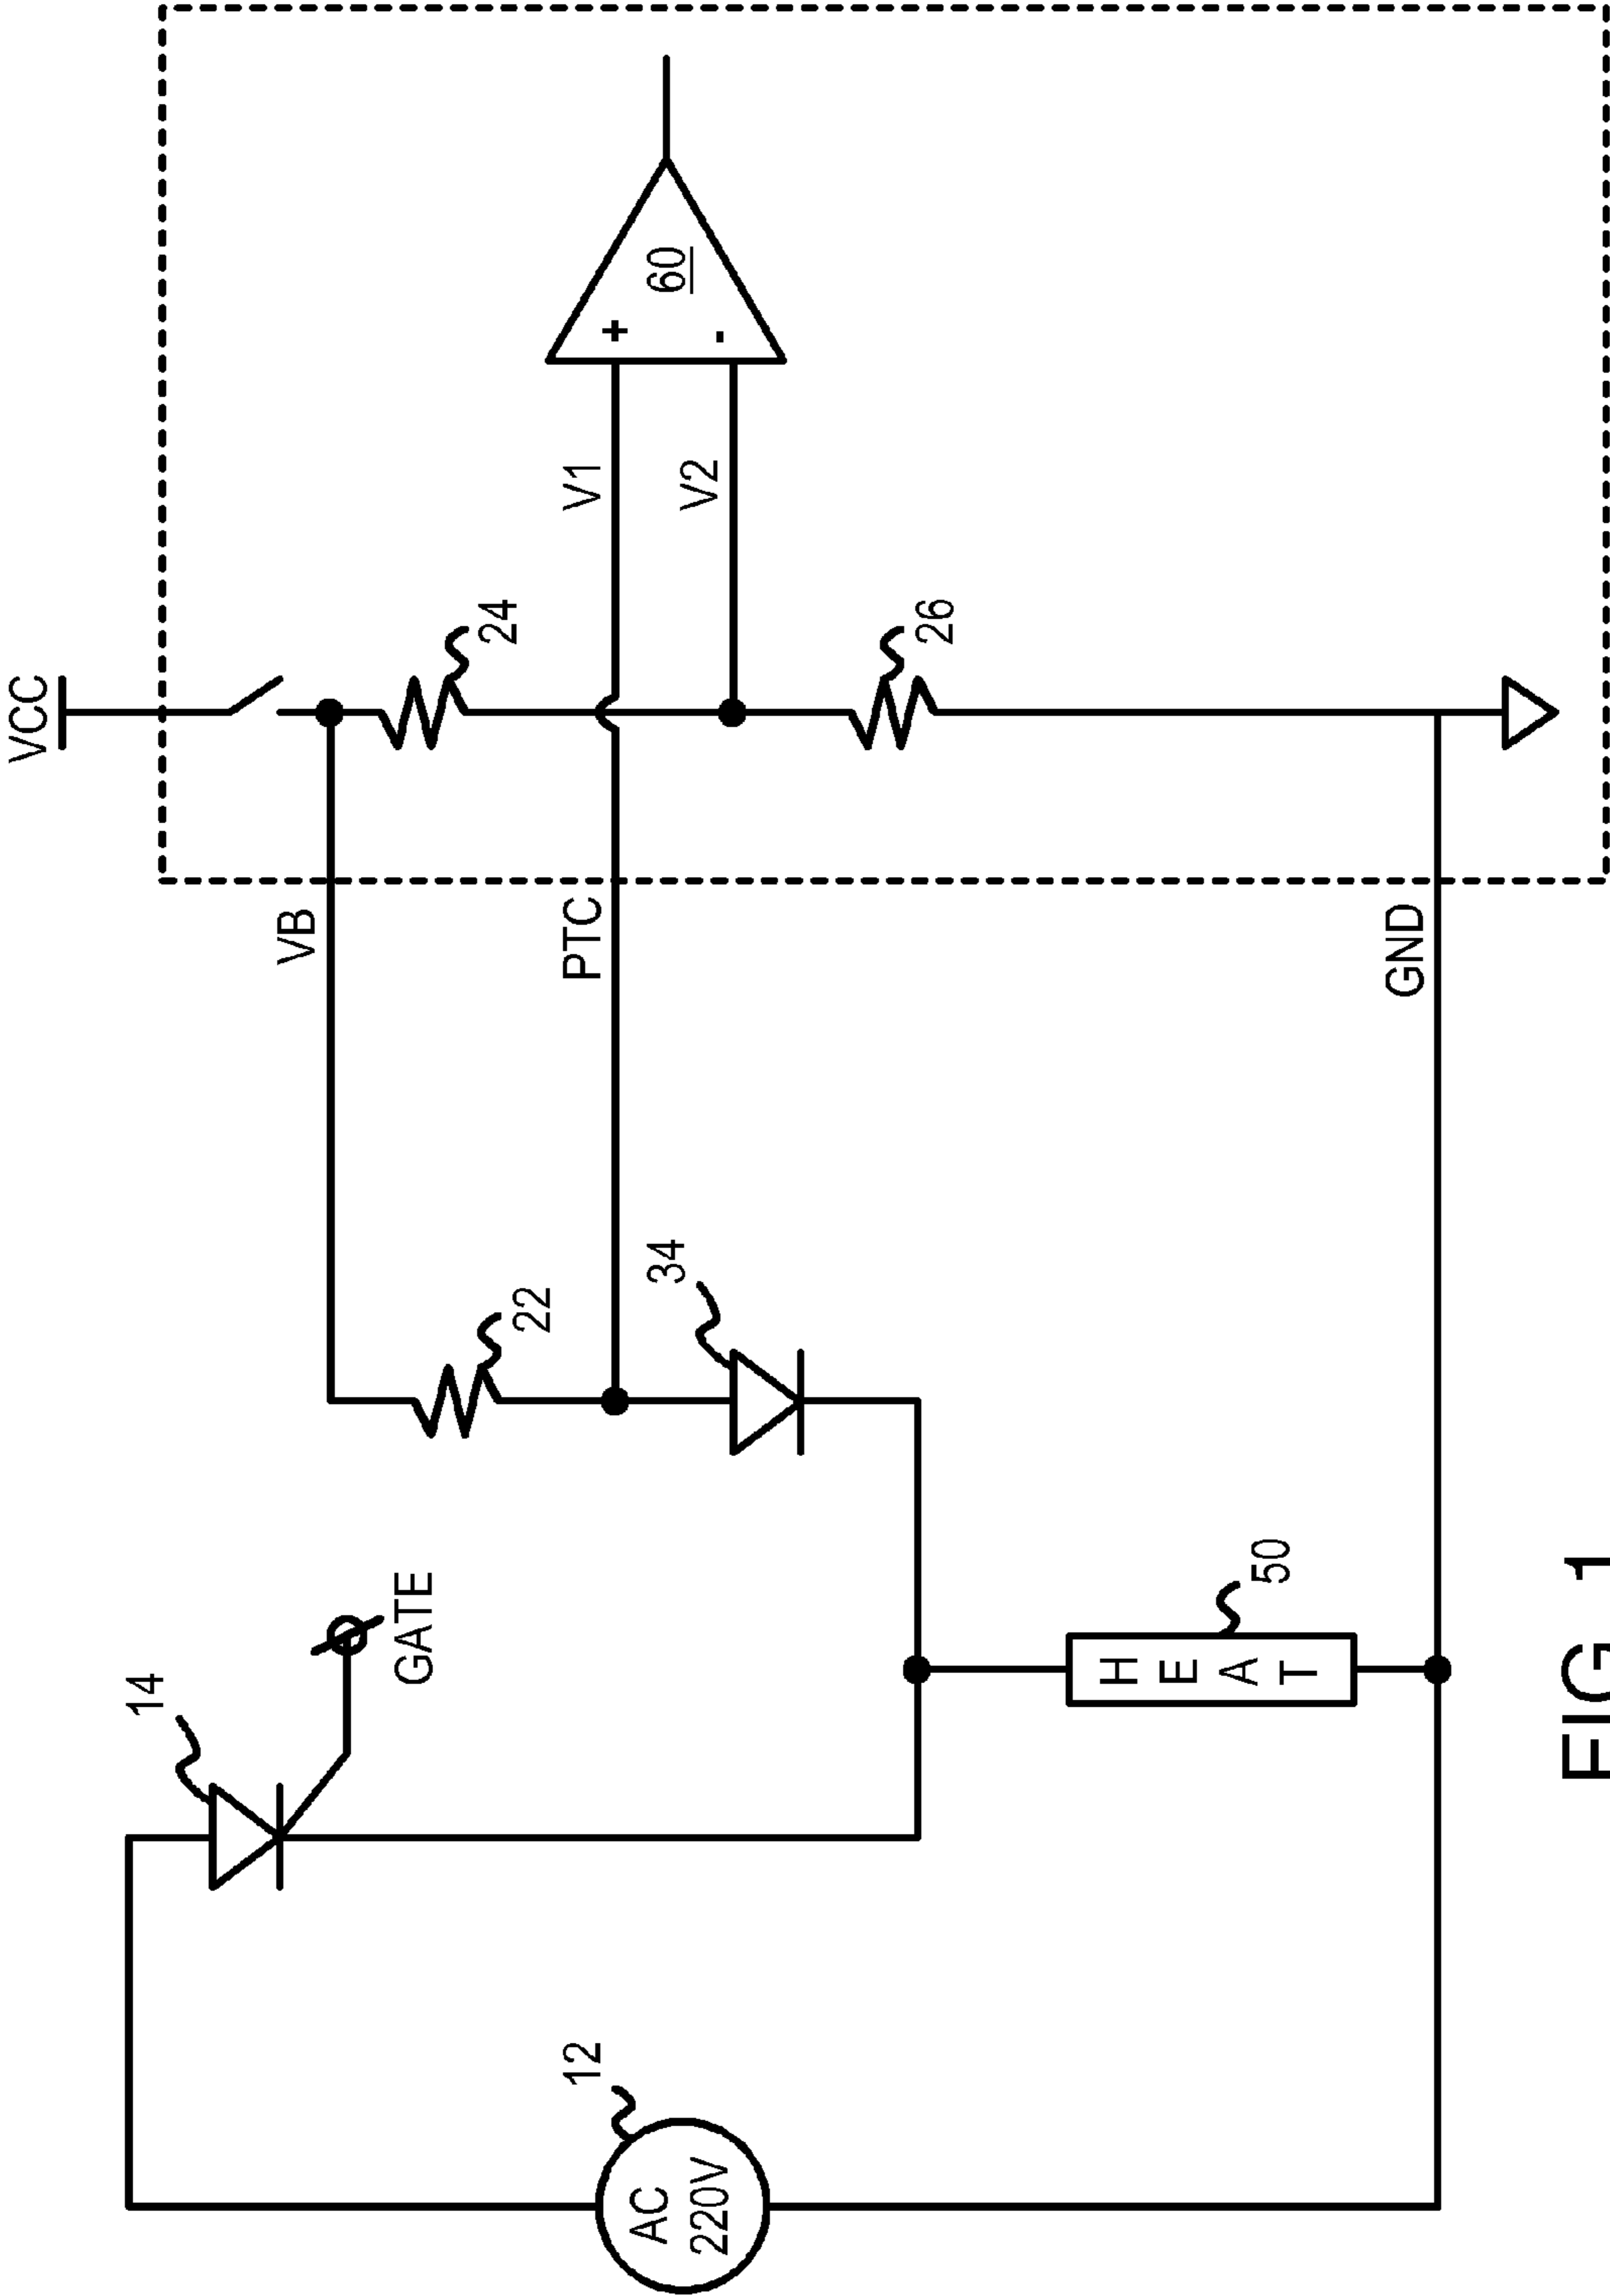 VCC
14
VB
GATE
24
22
12
PTC
V1
+
AC
220V
34
60
V2
-
26
H
E
A
T
50
GND
FIG. 1